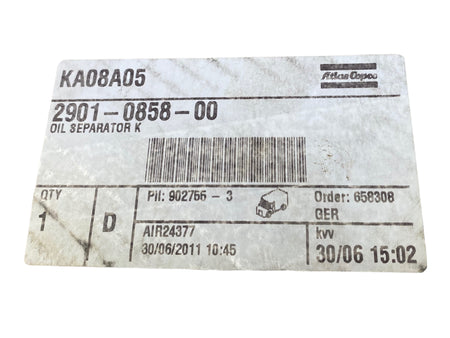 KA08A05
Atlas Copco
2901-0858-00
OIL SEPARATOR K
QTY
1
D
Pll: 902756 - 3
Order: 658308
GER
AIR24377
30/06/2011 10:45
kvv
30/06 15:02